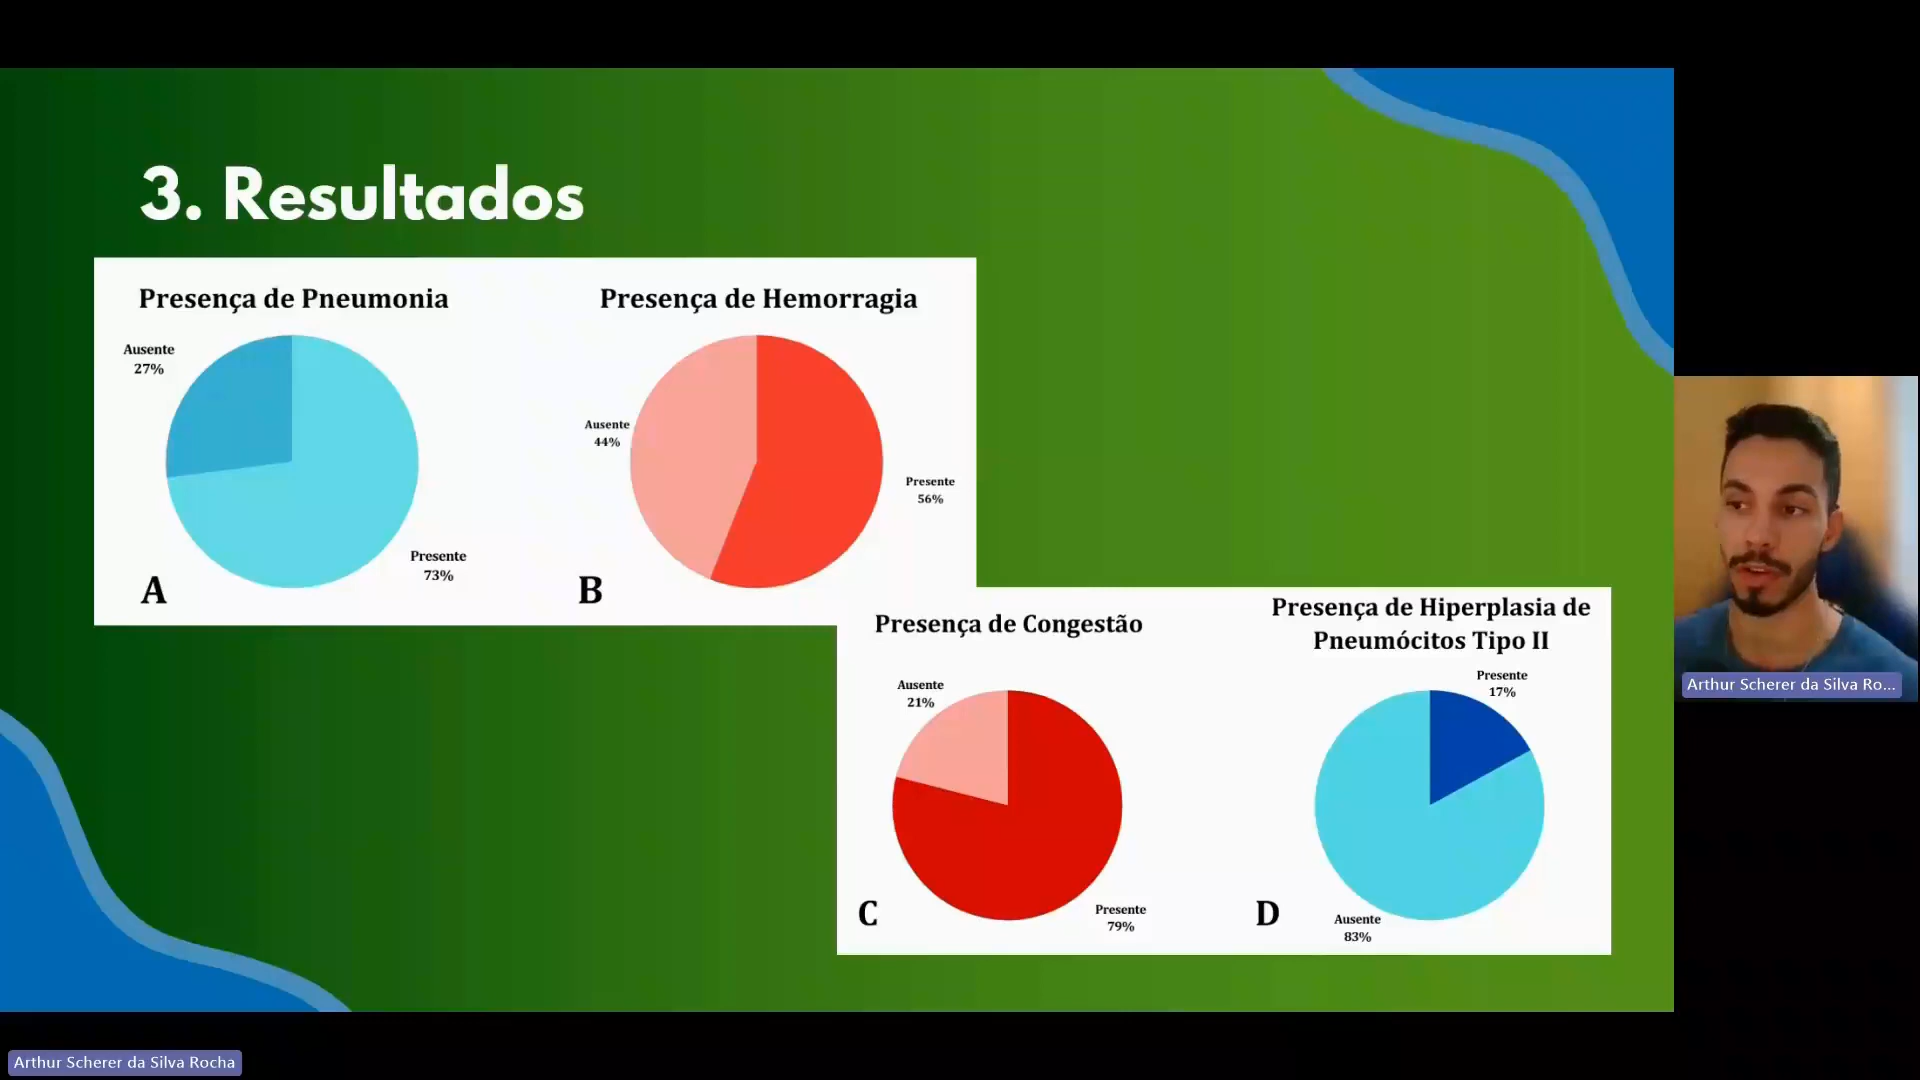 3. Resultados
Presença de Pneumonia
Ausente
27%
Presente
73%
A
Presença de Hemorragia
Ausente
44%
Presente
56%
B
Presença de Congestão
Ausente
21%
Presente
79%
C
Presença de Hiperplasia de
Pneumócitos Tipo II
Presente
17%
Ausente
83%
D
Arthur Scherer da Silva Ro...
Arthur Scherer da Silva Rocha